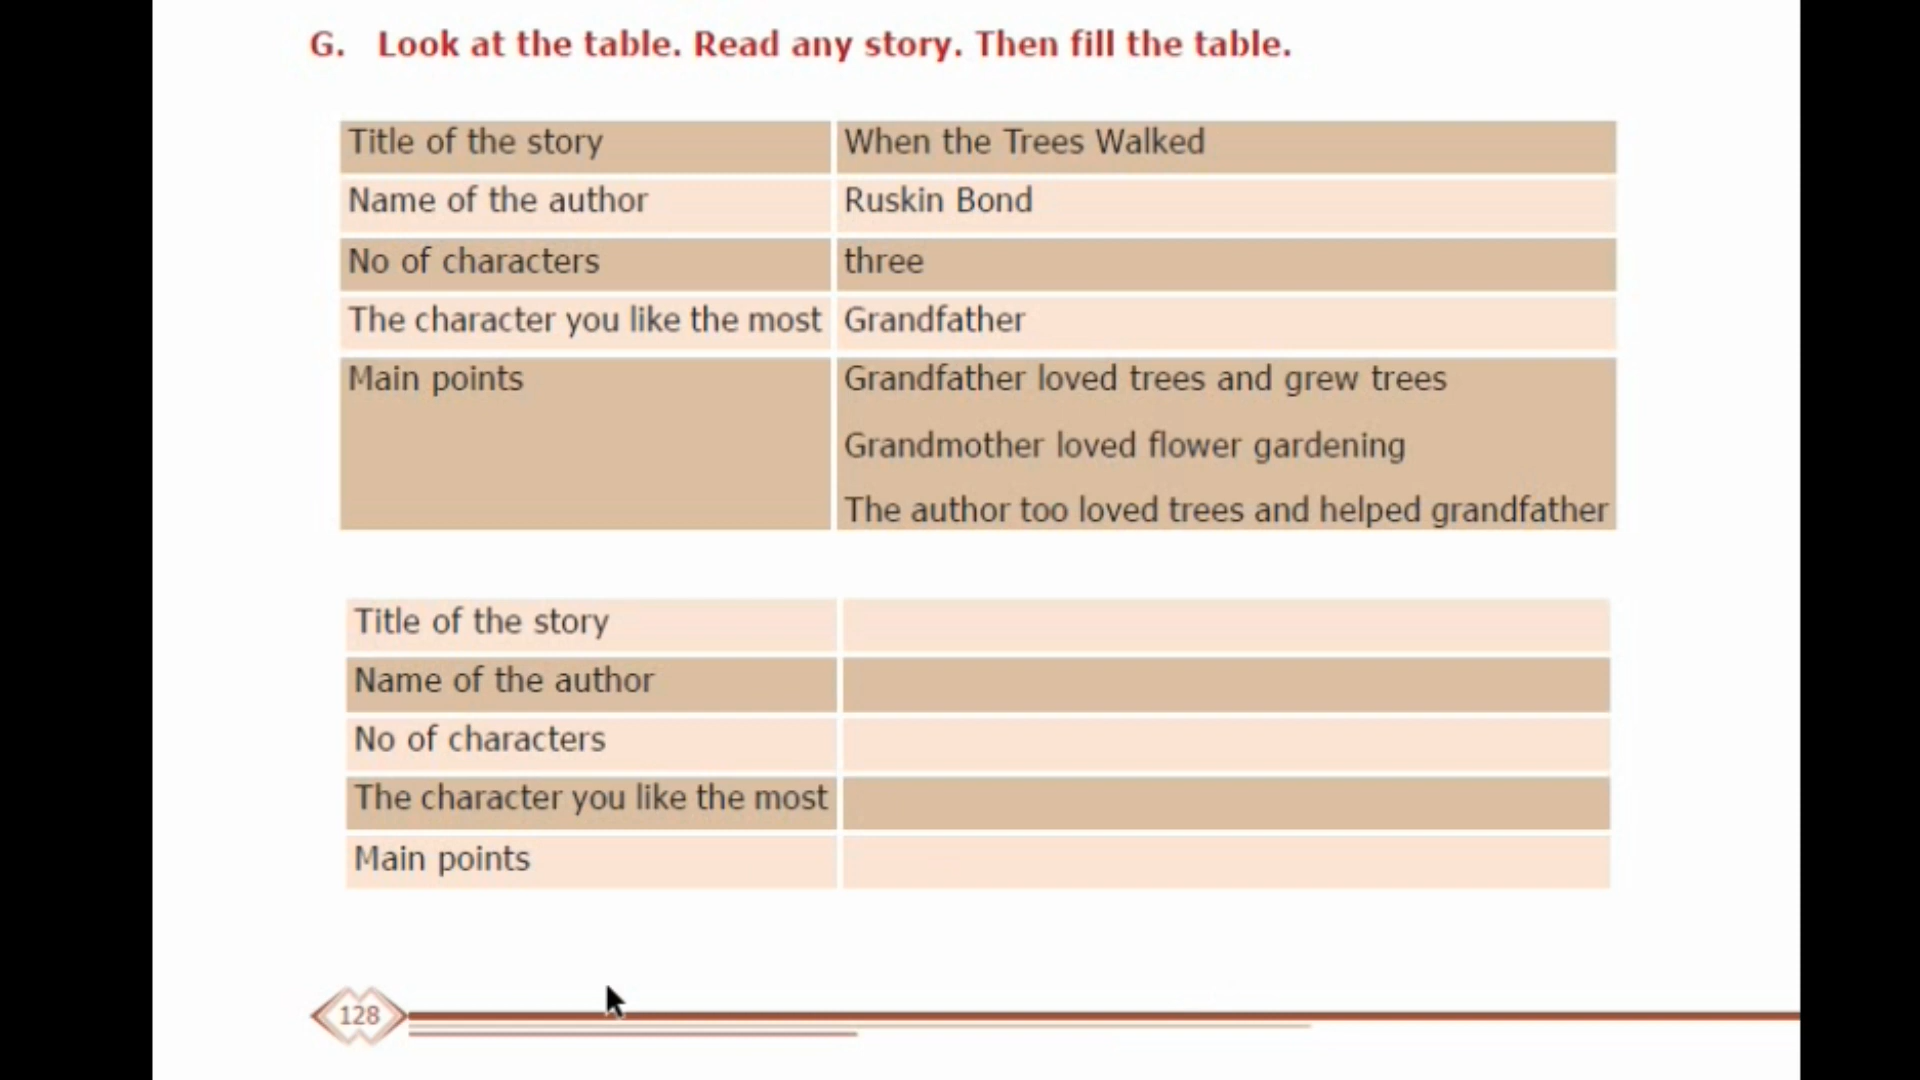 G. Look at the table. Read any story. Then fill the table.
Title of the story When the Trees Walked
Name of the author Ruskin Bond
No of characters three
The character you like the most Grandfather
Main points Grandfather loved trees and grew trees
Grandmother loved flower gardening
The author too loved trees and helped grandfather
Title of the story
Name of the author
No of characters
The character you like the most
Main points
128